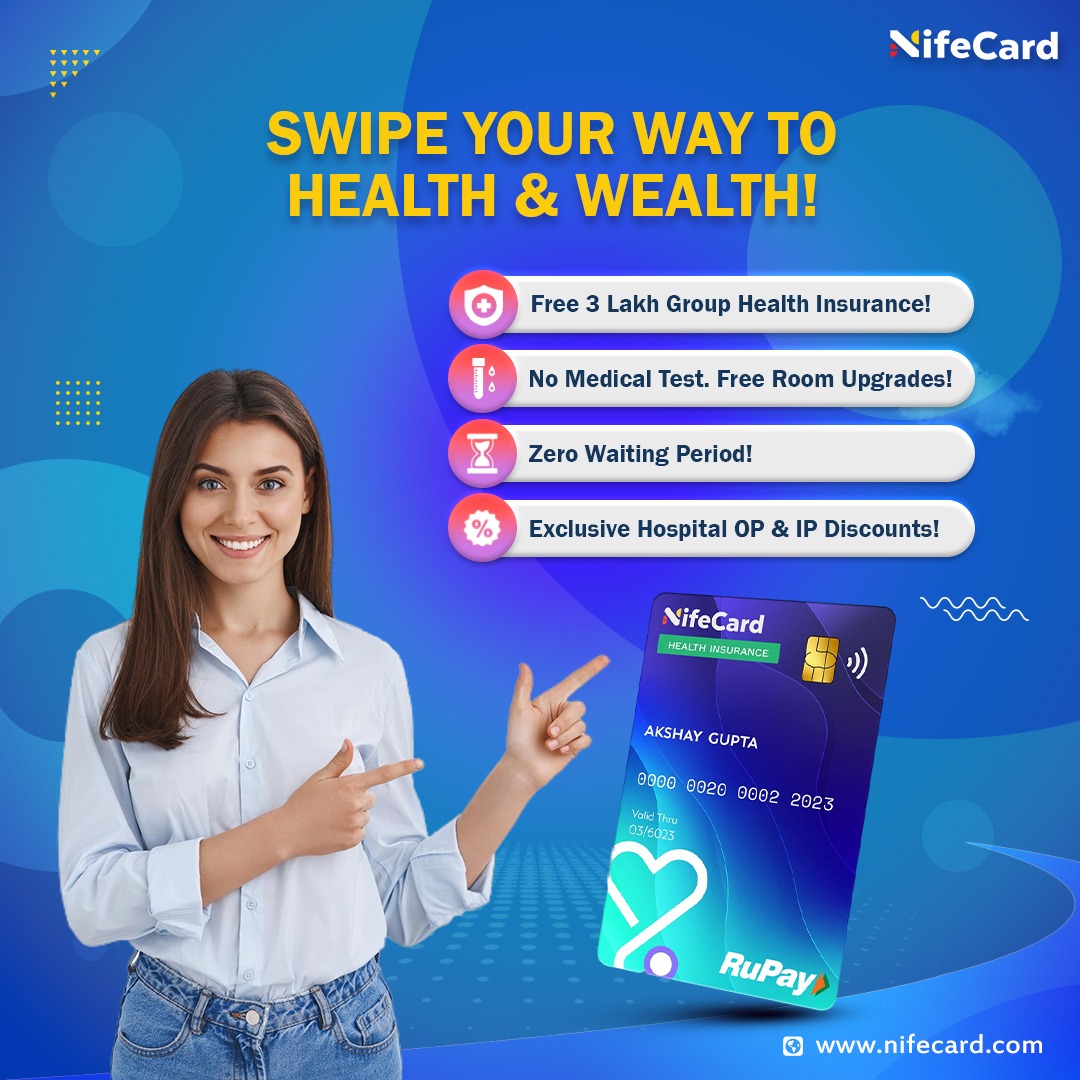 NifeCard
SWIPE YOUR WAY TO
HEALTH & WEALTH!
Free 3 Lakh Group Health Insurance!
No Medical Test. Free Room Upgrades!
Zero Waiting Period!
%
Exclusive Hospital OP & IP Discounts!
NifeCard
HEALTH INSURANCE
AKSHAY GUPTA
0000 0020 0002 2023
Valid Thru
03/6023
RuPay
www.nifecard.com